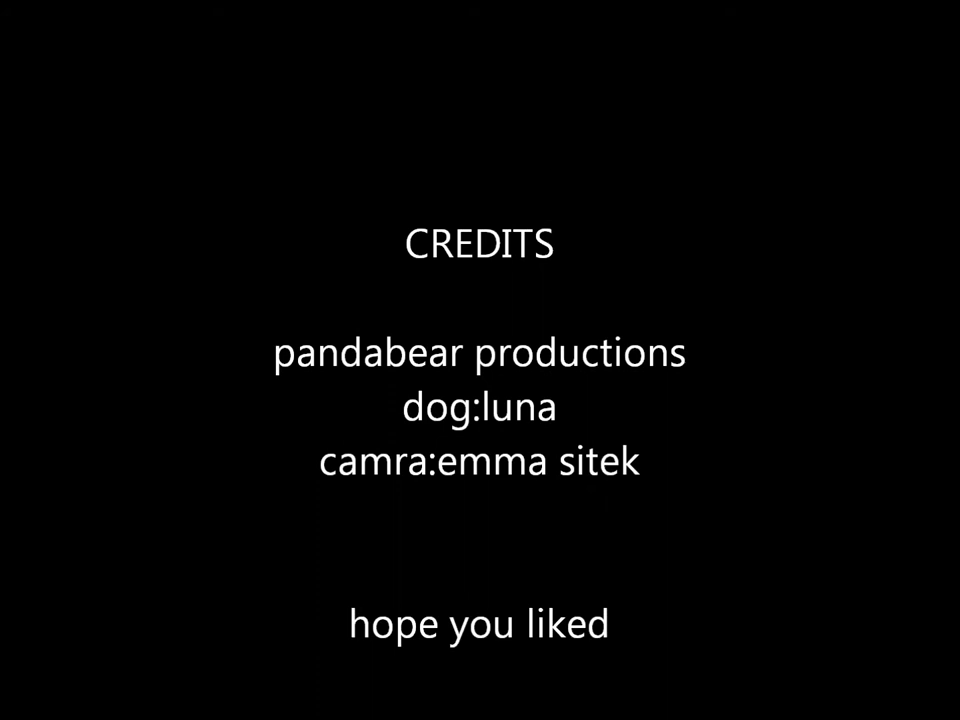 CREDITS
pandabear productions
dog:luna
camra:emma sitek
hope you liked